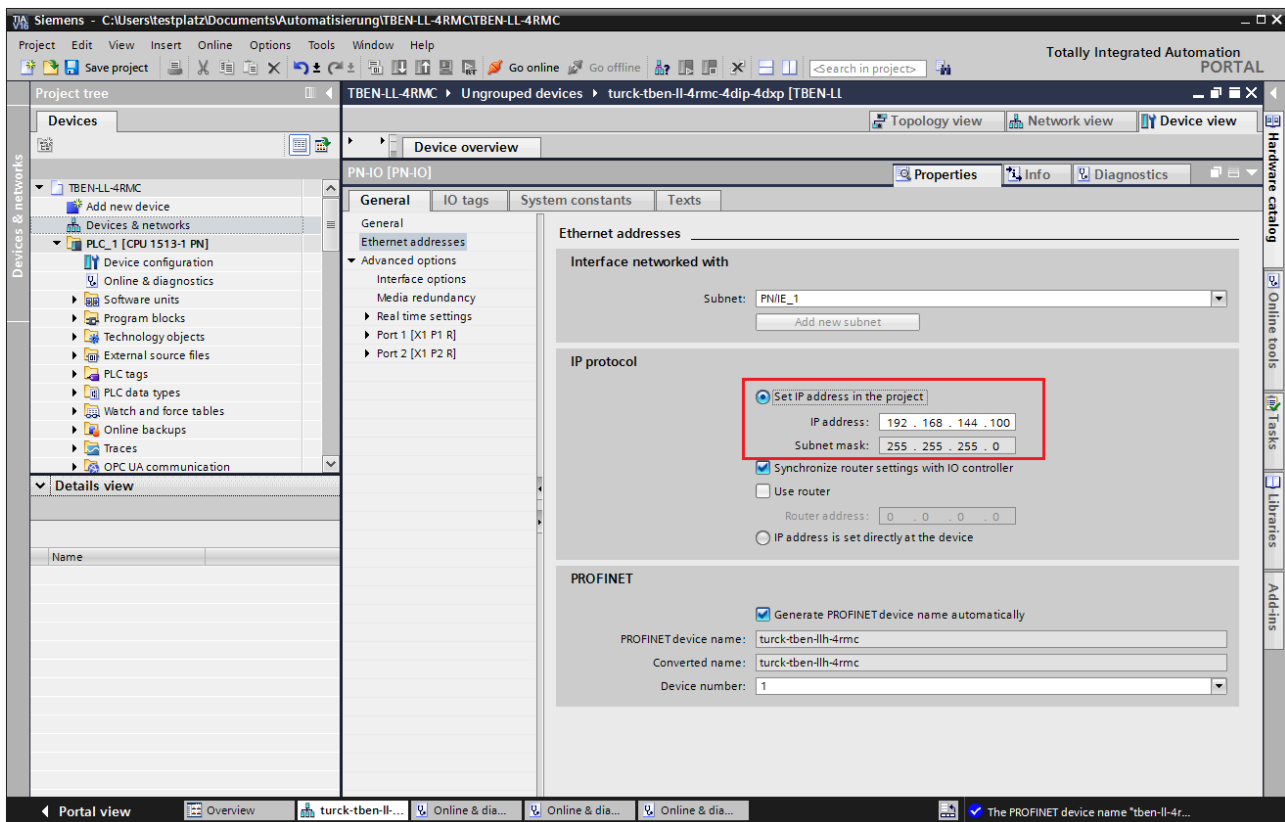 TIA V16 Siemens - C:\Users\testplatz\Documents\Automatisierung\TBEN-LL-4RMC\TBEN-LL-4RMC
Project Edit View Insert Online Options Tools Window Help
Totally Integrated Automation
PORTAL
Save project Go online Go offline <Search in project>
Project tree
TBEN-LL-4RMC Ungrouped devices turck-tben-ll-4rmc-4dip-4dxp [TBEN-LL
Devices
Topology view Network view Device view
Device overview
PN-IO [PN-IO]
Properties Info Diagnostics
General IO tags System constants Texts
Devices & networks
TBEN-LL-4RMC
Add new device
Devices & networks
PLC_1 [CPU 1513-1 PN]
Device configuration
Online & diagnostics
Software units
Program blocks
Technology objects
External source files
PLC tags
PLC data types
Watch and force tables
Online backups
Traces
OPC UA communication
Details view
Name
General
Ethernet addresses
Advanced options
Interface options
Media redundancy
Real time settings
Port 1 [X1 P1 R]
Port 2 [X1 P2 R]
Ethernet addresses
Interface networked with
Subnet: PN/IE_1
Add new subnet
IP protocol
Set IP address in the project
IP address: 192 . 168 . 144 . 100
Subnet mask: 255 . 255 . 255 . 0
Synchronize router settings with IO controller
Use router
Router address: 0 . 0 . 0 . 0
IP address is set directly at the device
PROFINET
Generate PROFINET device name automatically
PROFINET device name: turck-tben-llh-4rmc
Converted name: turck-tben-llh-4rmc
Device number: 1
Hardware catalog
Online tools
Tasks
Libraries
Add-ins
Portal view Overview turck-tben-ll-... Online & dia... Online & dia... Online & dia... The PROFINET device name "tben-ll-4r...